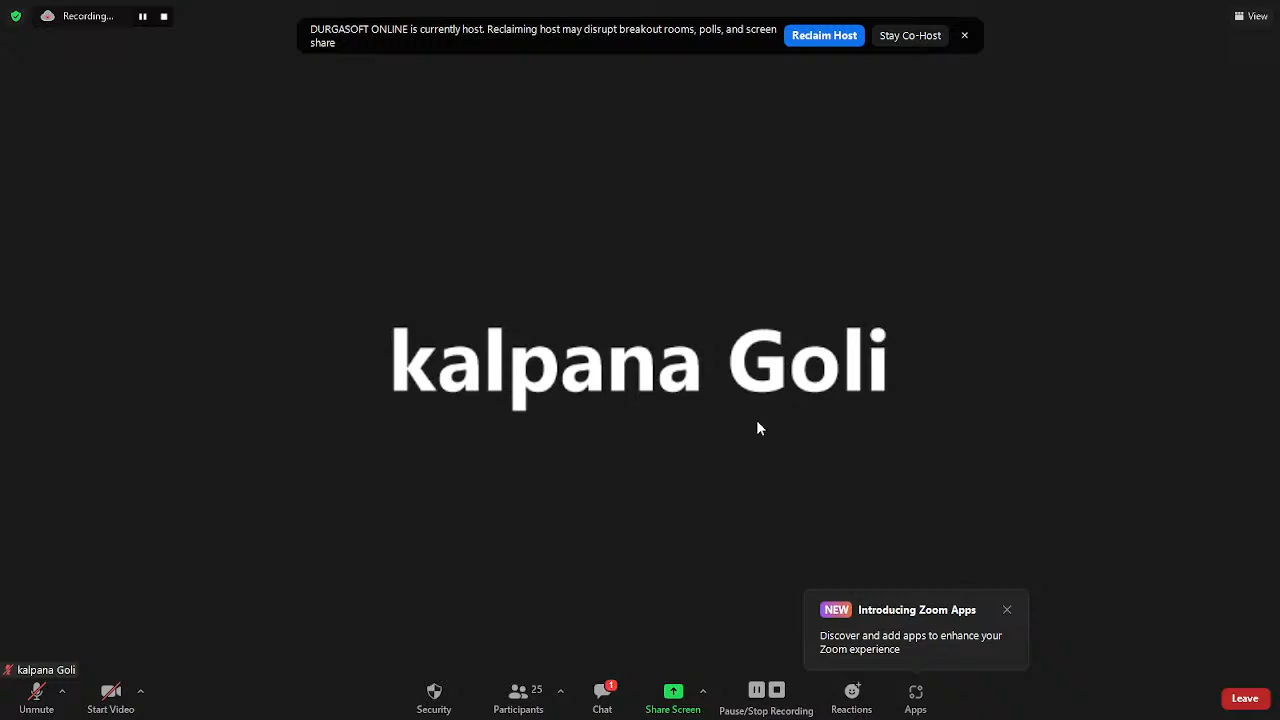 Recording...
View
DURGASOFT ONLINE is currently host. Reclaiming host may disrupt breakout rooms, polls, and screen
share
Reclaim Host
Stay Co-Host
kalpana Goli
NEW Introducing Zoom Apps
Discover and add apps to enhance your
Zoom experience
kalpana Goli
Unmute
Start Video
Security
25
Participants
1
Chat
Share Screen
Pause/Stop Recording
Reactions
Apps
Leave